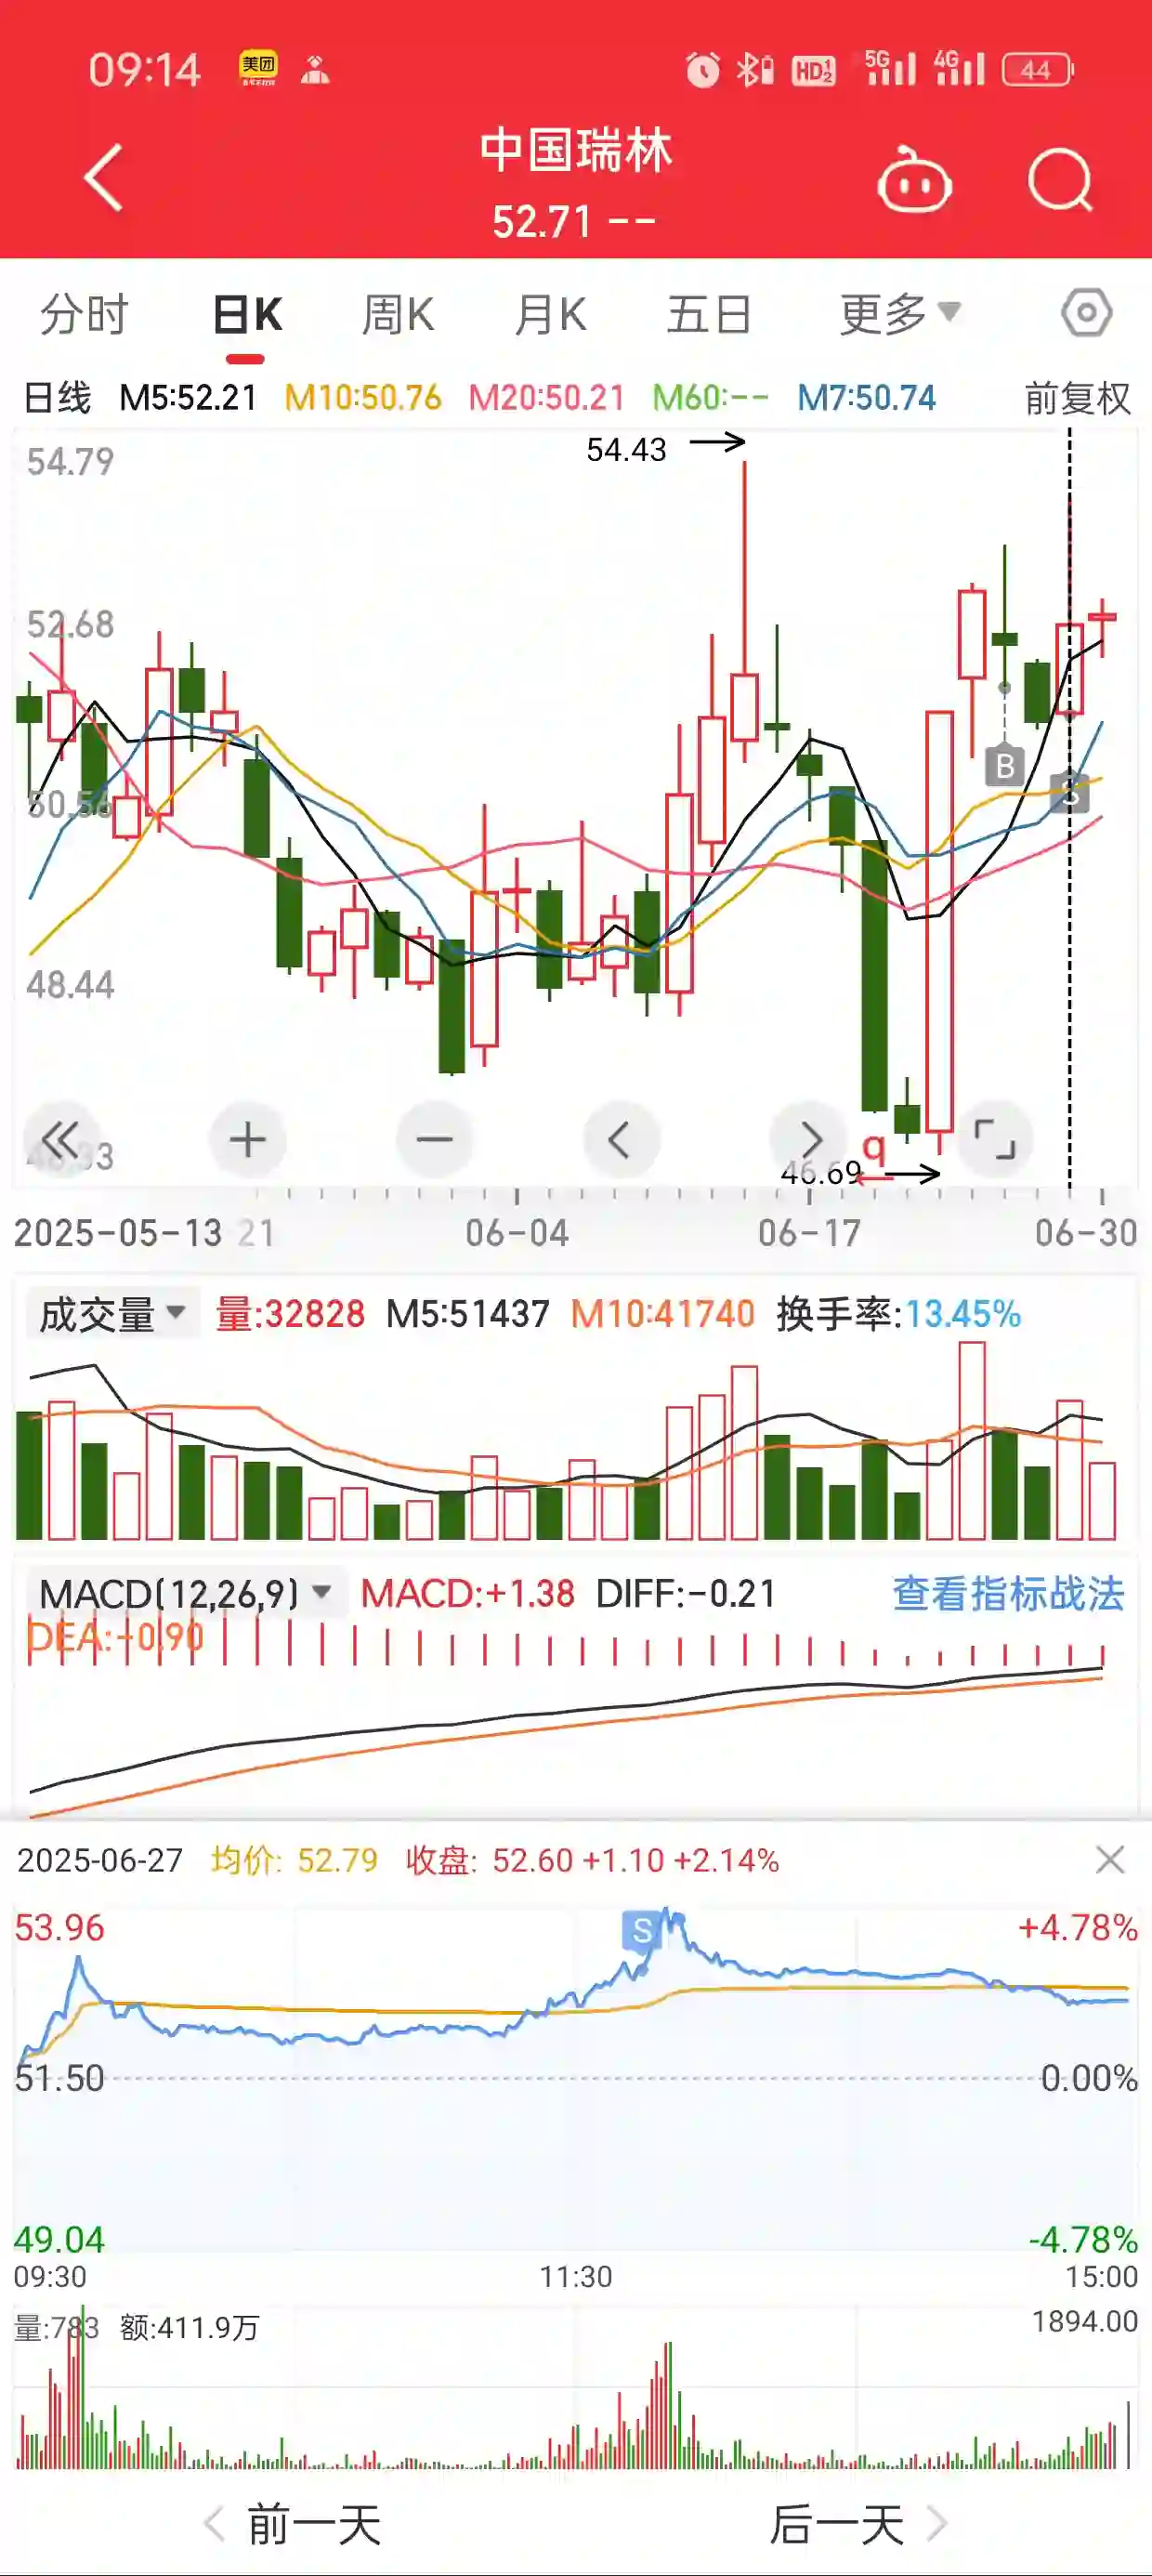 09:14 美团 HD 1 2 5G 4G 44
中国瑞林
52.71 --
分时 日K 周K 月K 五日 更多
日线 M5:52.21 M10:50.76 M20:50.21 M60:-- M7:50.74 前复权
54.79
54.43
52.68
B
S
50.56
48.44
q
46.69
2025-05-13 21 06-04 06-17 06-30
成交量 量:32828 M5:51437 M10:41740 换手率:13.45%
MACD(12,26,9) MACD:+1.38 DIFF:-0.21 查看指标战法
DEA:-0.90
2025-06-27 均价: 52.79 收盘: 52.60 +1.10 +2.14%
53.96 S +4.78%
51.50 0.00%
49.04 -4.78%
09:30 11:30 15:00
量:783 额:411.9万 1894.00
前一天 后一天